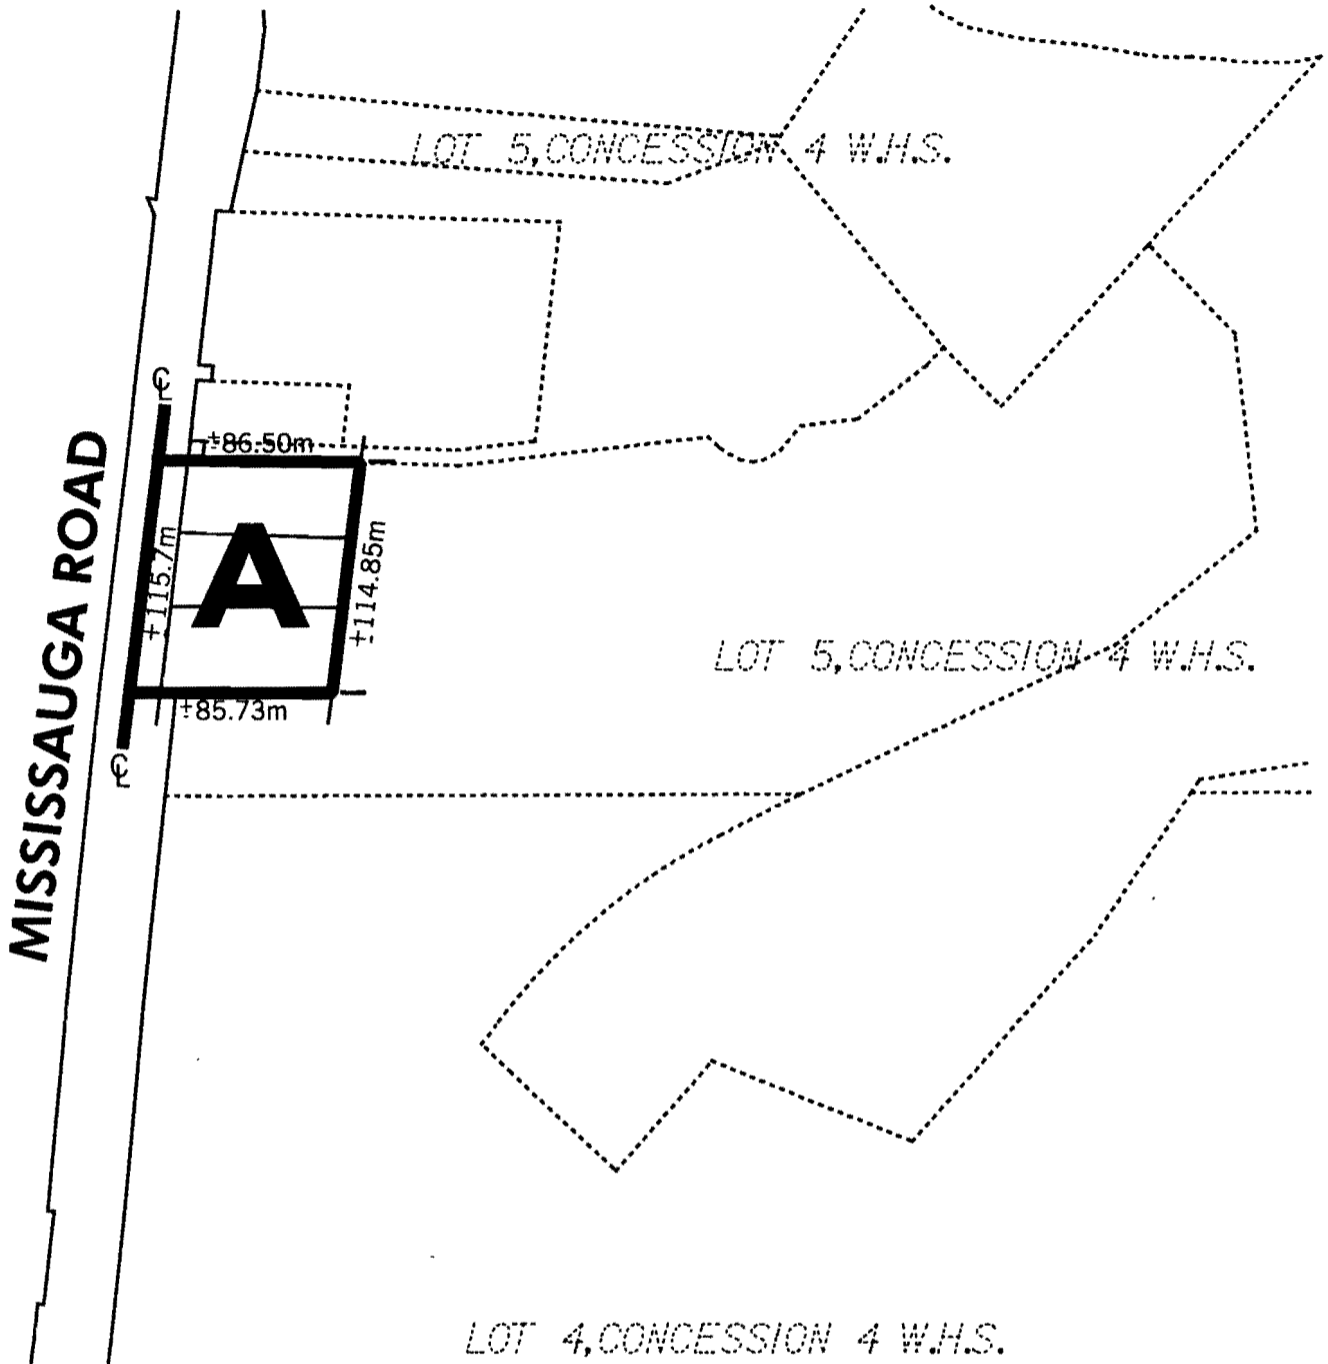 LOT 5,CONCESSION 4 W.H.S.
℄
±86.50m
MISSISSAUGA ROAD
±115.7m
A
±114.85m
LOT 5,CONCESSION 4 W.H.S.
±85.73m
℄
LOT 4,CONCESSION 4 W.H.S.